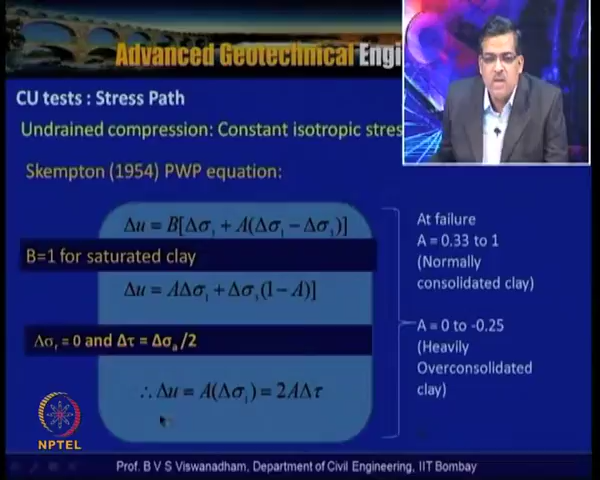 Advanced Geotechnical Engi
CU tests : Stress Path
Undrained compression: Constant isotropic stres
Skempton (1954) PWP equation:
Δu = B[Δσ₁ + A(Δσ₁ − Δσ₁)]
B=1 for saturated clay
Δu = AΔσ₁ + Δσ₃(1 − A)]
Δσᵣ = 0 and Δτ = Δσₐ/2
∴ Δu = A(Δσ₁) = 2AΔτ
At failure
A = 0.33 to 1
(Normally
consolidated clay)
A = 0 to -0.25
(Heavily
Overconsolidated
clay)
NPTEL
Prof. B V S Viswanadham, Department of Civil Engineering, IIT Bombay